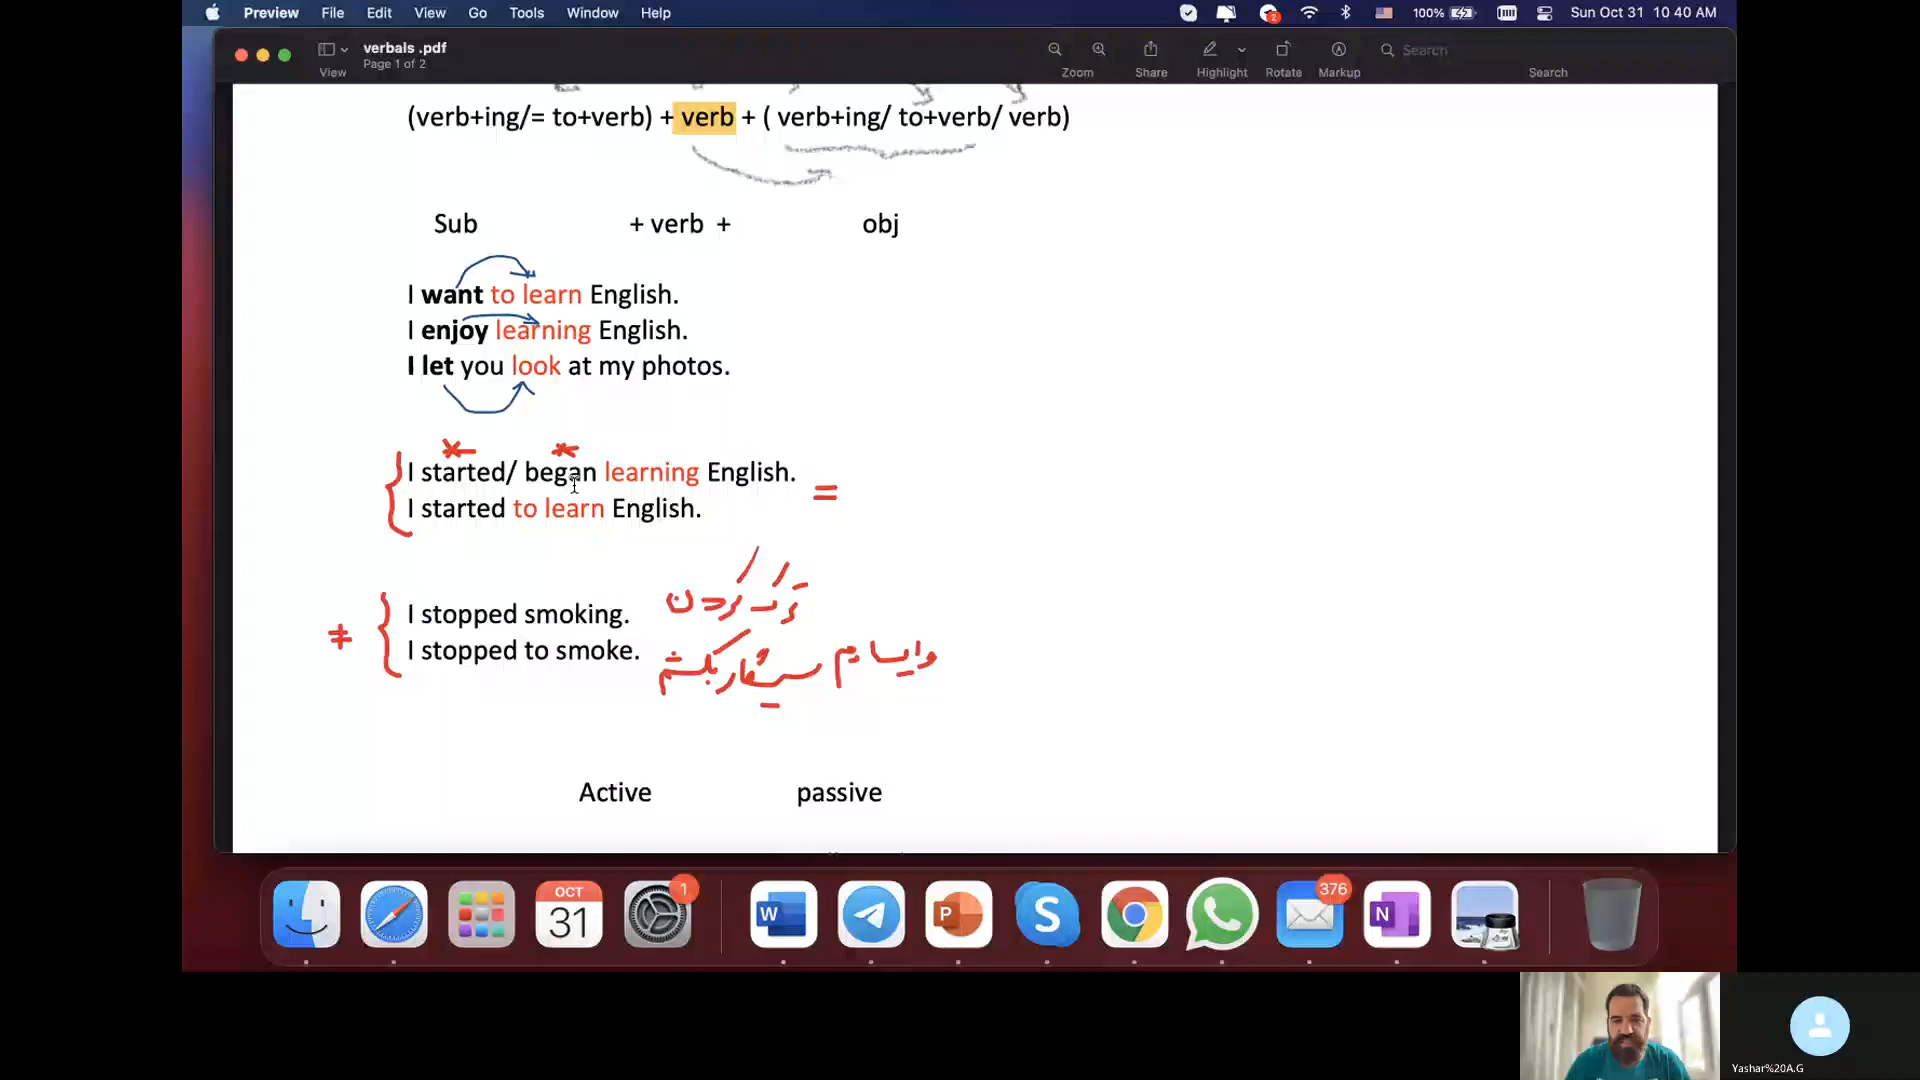 Preview File Edit View Go Tools Window Help
2
100%
Sun Oct 31 10:40 AM
verbals .pdf
Page 1 of 2
View
Zoom
Share
Highlight
Rotate
Markup
Search
Search
(verb+ing/= to+verb) + verb + ( verb+ing/ to+verb/ verb)
Sub + verb + obj
I want to learn English.
I enjoy learning English.
I let you look at my photos.
I started/ began learning English.
=
I started to learn English.
ترک کردن
I stopped smoking.
≠
I stopped to smoke.
وایسادم سیگار بکشم
Active passive
OCT
31
1
W
P
S
376
N
Yashar%20A.G